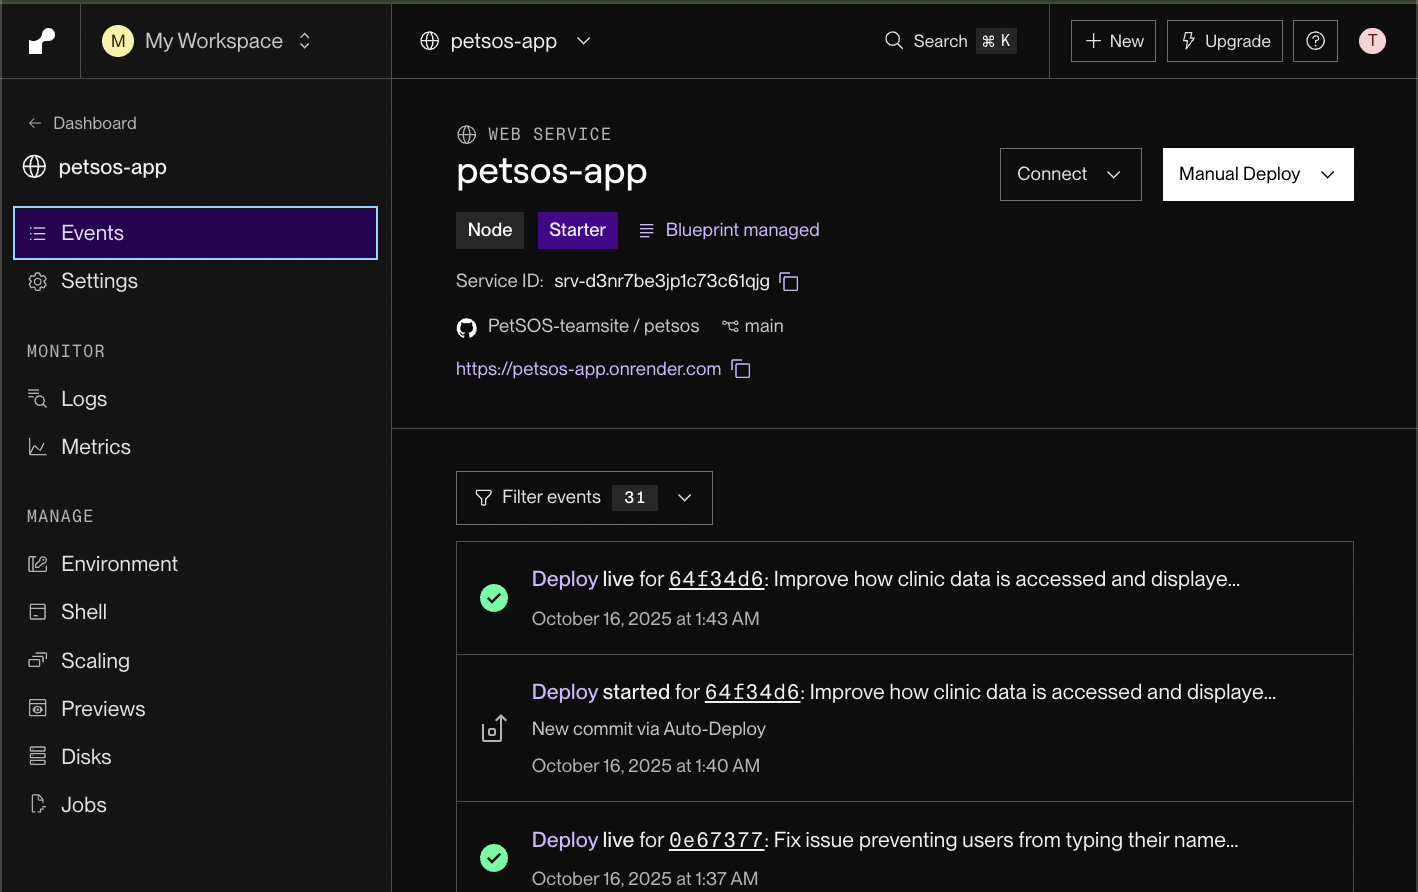 M My Workspace
petsos-app
Search ⌘ K
+ New
Upgrade
?
T
← Dashboard
petsos-app
Events
Settings
MONITOR
Logs
Metrics
MANAGE
Environment
Shell
Scaling
Previews
Disks
Jobs
WEB SERVICE
petsos-app
Connect
Manual Deploy
Node Starter Blueprint managed
Service ID: srv-d3nr7be3jp1c73c61qjg
PetSOS-teamsite / petsos main
https://petsos-app.onrender.com
Filter events 31
Deploy live for 64f34d6: Improve how clinic data is accessed and displaye...
October 16, 2025 at 1:43 AM
Deploy started for 64f34d6: Improve how clinic data is accessed and displaye...
New commit via Auto-Deploy
October 16, 2025 at 1:40 AM
Deploy live for 0e67377: Fix issue preventing users from typing their name...
October 16, 2025 at 1:37 AM